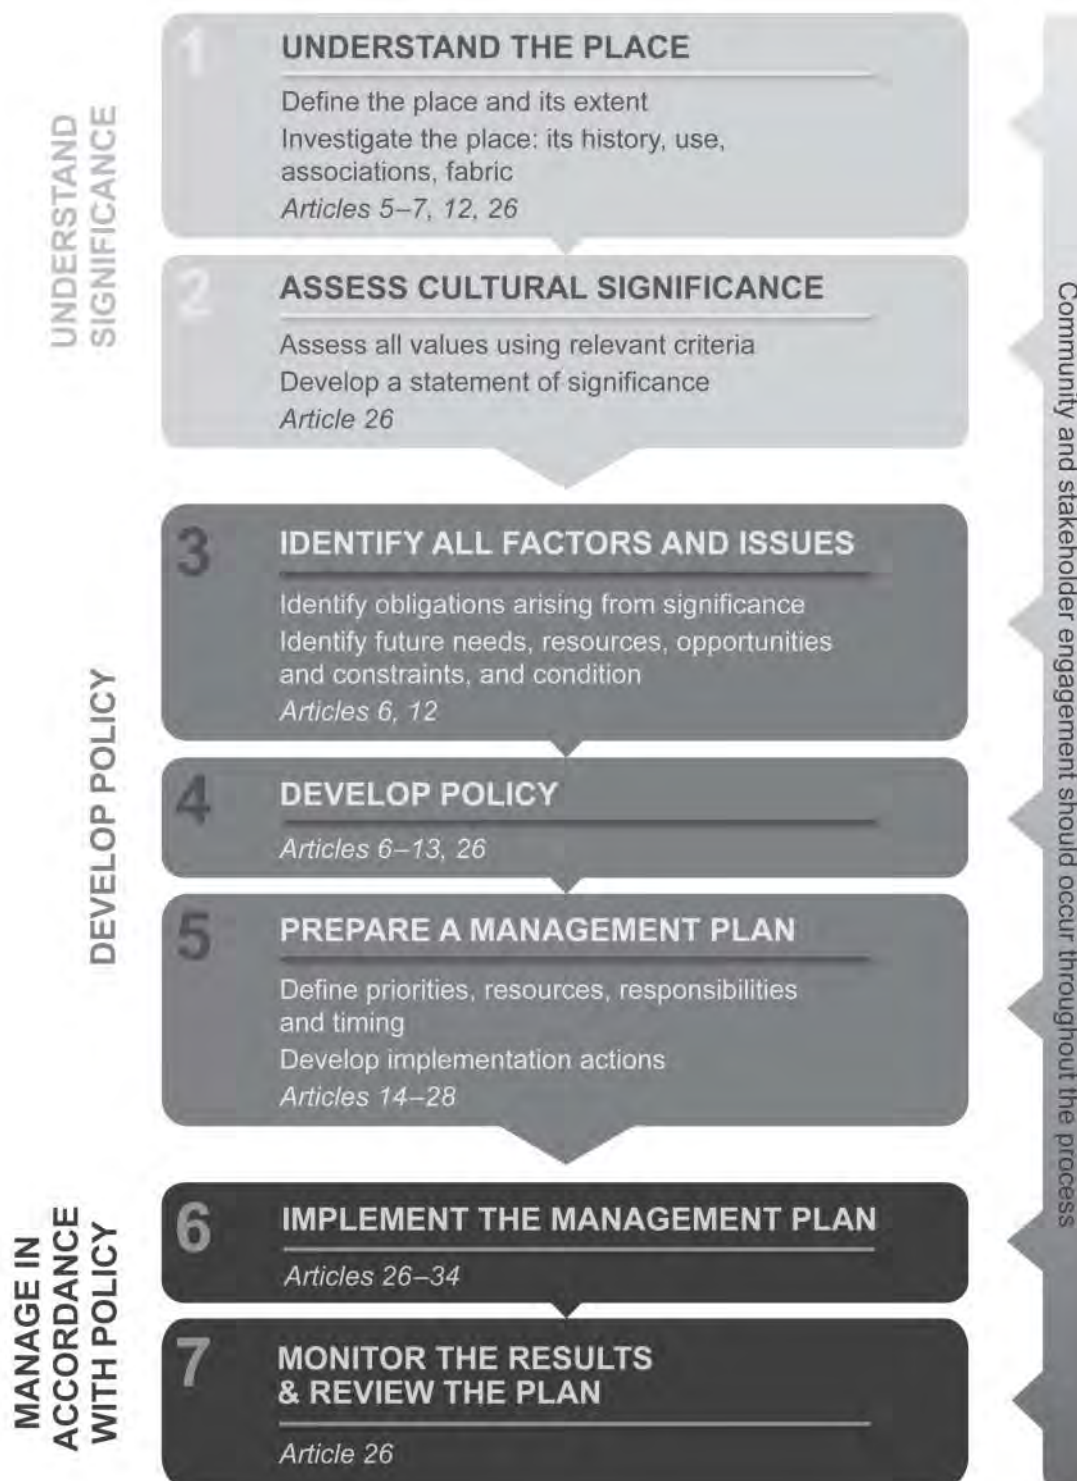 UNDERSTAND
SIGNIFICANCE
1
UNDERSTAND THE PLACE
Define the place and its extent
Investigate the place: its history, use,
associations, fabric
Articles 5–7, 12, 26
2
ASSESS CULTURAL SIGNIFICANCE
Assess all values using relevant criteria
Develop a statement of significance
Article 26
DEVELOP POLICY
3
IDENTIFY ALL FACTORS AND ISSUES
Identify obligations arising from significance
Identify future needs, resources, opportunities
and constraints, and condition
Articles 6, 12
4
DEVELOP POLICY
Articles 6–13, 26
5
PREPARE A MANAGEMENT PLAN
Define priorities, resources, responsibilities
and timing
Develop implementation actions
Articles 14–28
MANAGE IN
ACCORDANCE
WITH POLICY
6
IMPLEMENT THE MANAGEMENT PLAN
Articles 26–34
7
MONITOR THE RESULTS
& REVIEW THE PLAN
Article 26
Community and stakeholder engagement should occur throughout the process